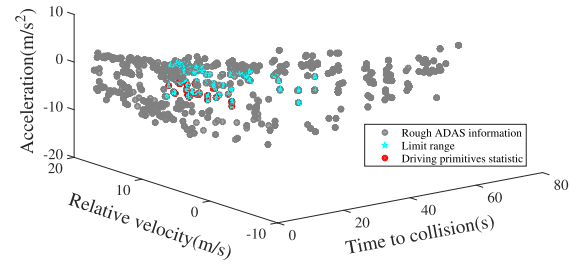 10
0
-10
-20
Acceleration(m/s²)
20
10
0
-10
Relative velocity(m/s)
0
20
40
60
80
Time to collision(s)
Rough ADAS information
Limit range
Driving primitives statistic